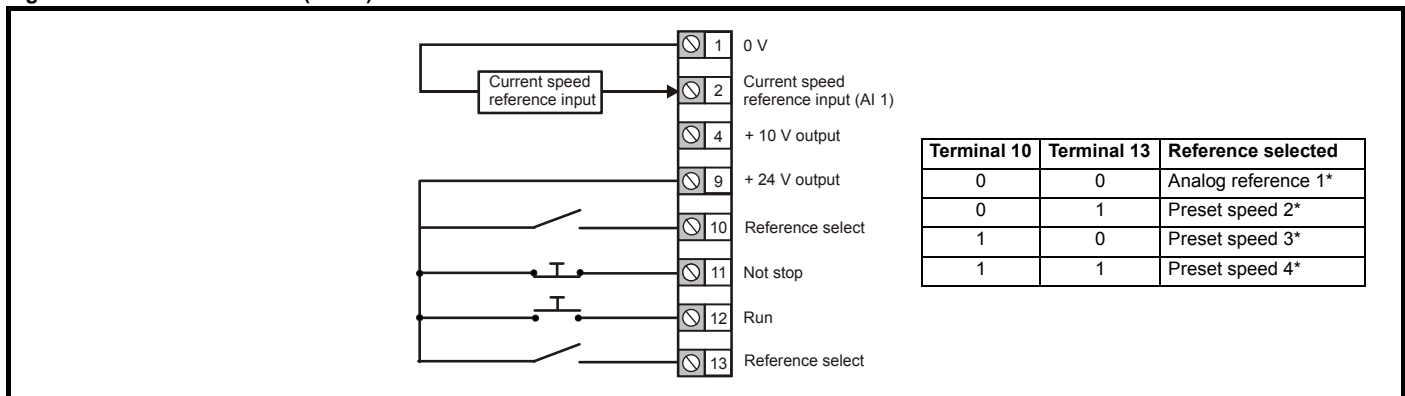 1 0 V
Current speed
reference input
2 Current speed
reference input (AI 1)
4 + 10 V output
9 + 24 V output
10 Reference select
11 Not stop
12 Run
13 Reference select
Terminal 10 Terminal 13 Reference selected
0 0 Analog reference 1*
0 1 Preset speed 2*
1 0 Preset speed 3*
1 1 Preset speed 4*